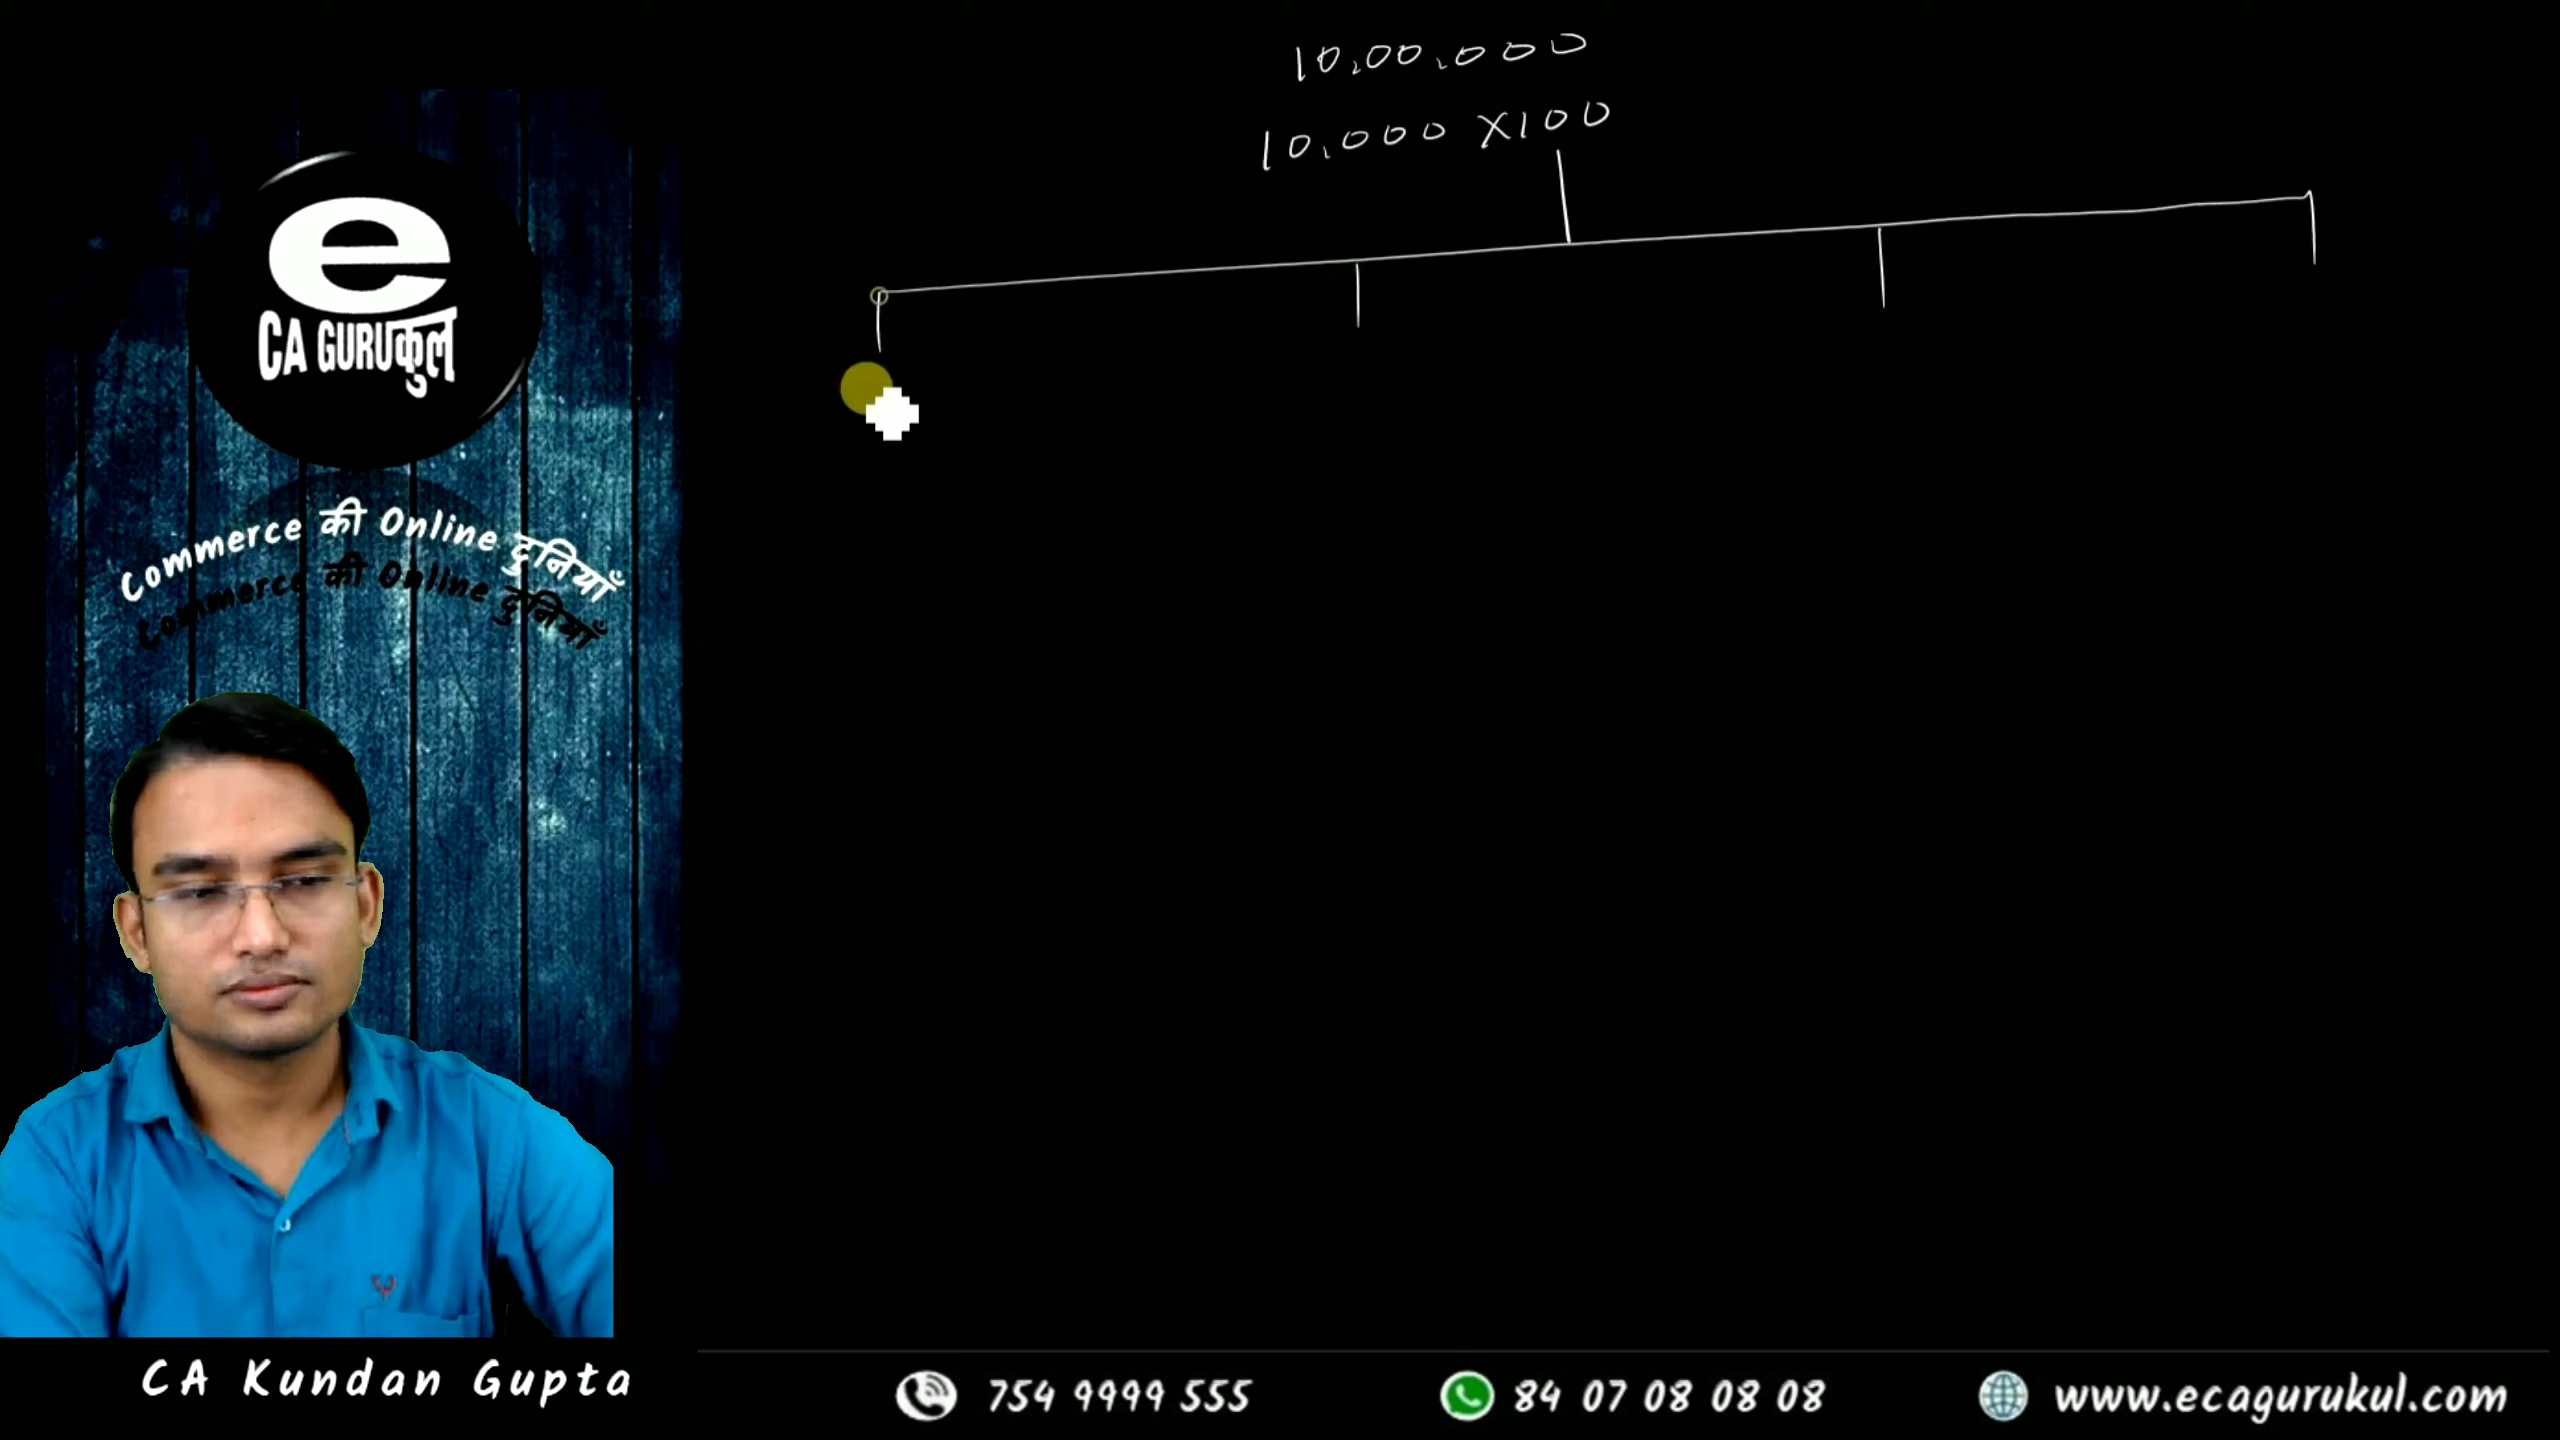 10,00,000
10,000 X100
e
CA GURUकुल
Commerce की Online दुनियाँ
Commerce की Online दुनियाँ
CA Kundan Gupta
754 9999 555
84 07 08 08 08
www.ecagurukul.com